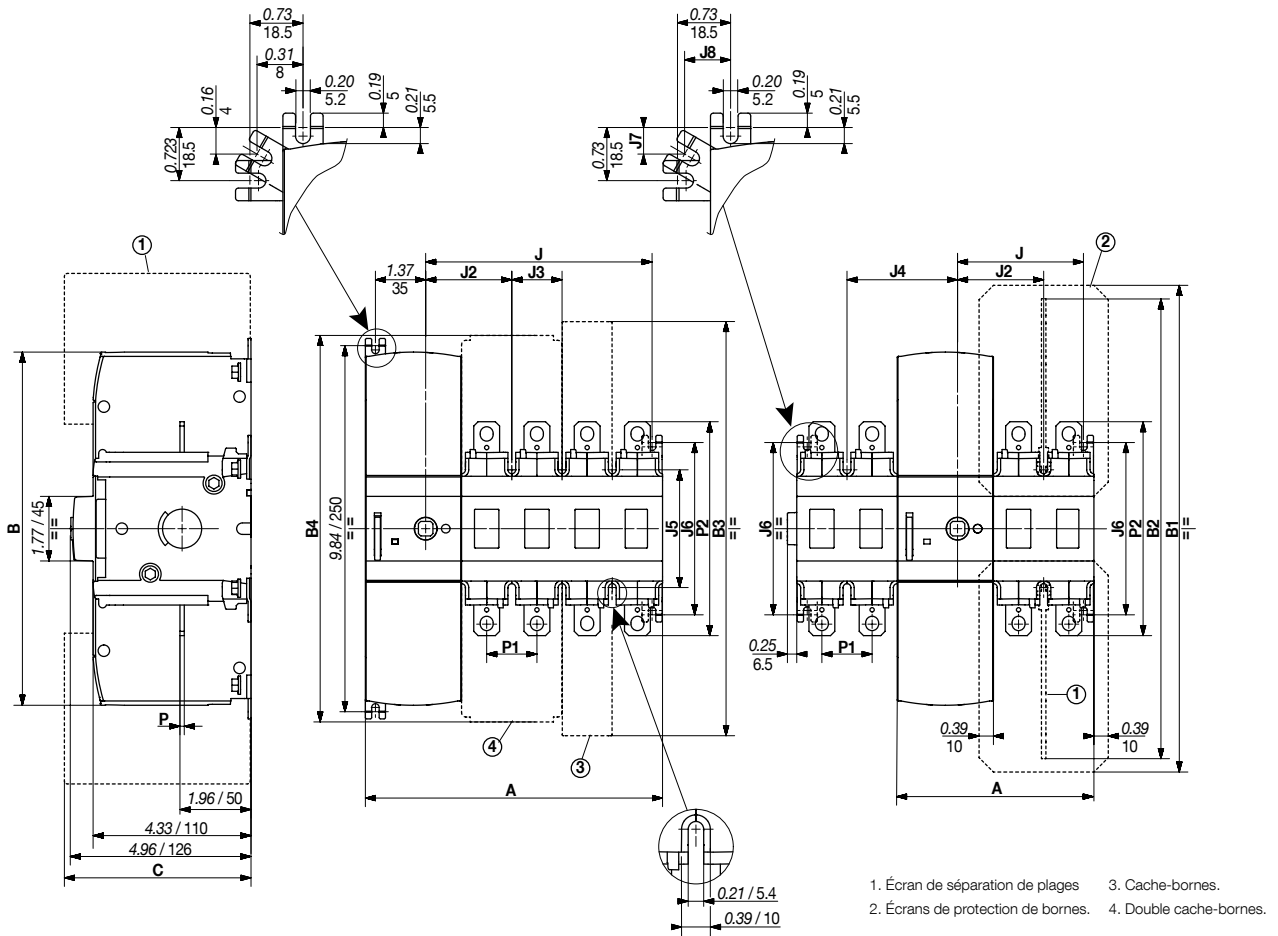 0.73
18.5
0.31
8
0.20
5.2
0.19
5
0.21
5.5
0.16
4
0.723
18.5
0.73
18.5
J8
0.20
5.2
0.19
5
0.21
5.5
J7
0.73
18.5
1
J
1.37
35
J2
J3
J
J4
J2
2
B
1.77 / 45
=
=
P
1.96 / 50
4.33 / 110
4.96 / 126
C
B4
9.84 / 250
=
=
J5
J6
P2
B3
=
=
P1
4
3
A
0.21 / 5.4
0.39 / 10
J6
=
=
J6
P2
B2
B1
=
=
0.25
6.5
P1
1
0.39
10
0.39
10
A
1. Écran de séparation de plages
2. Écrans de protection de bornes.
3. Cache-bornes.
4. Double cache-bornes.